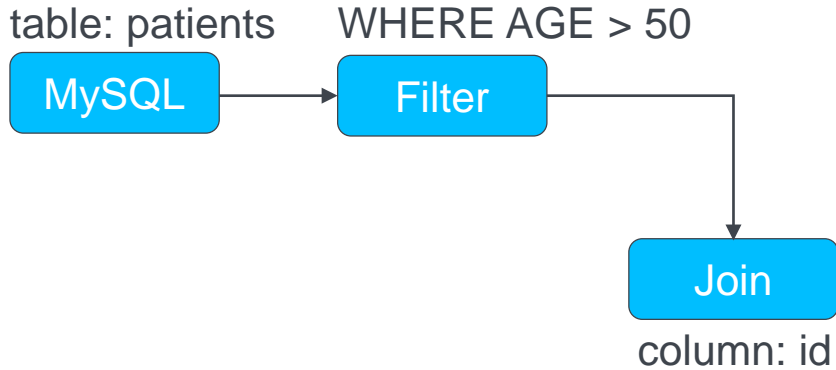 table: patients
WHERE AGE > 50
MySQL
Filter
Join
column: id